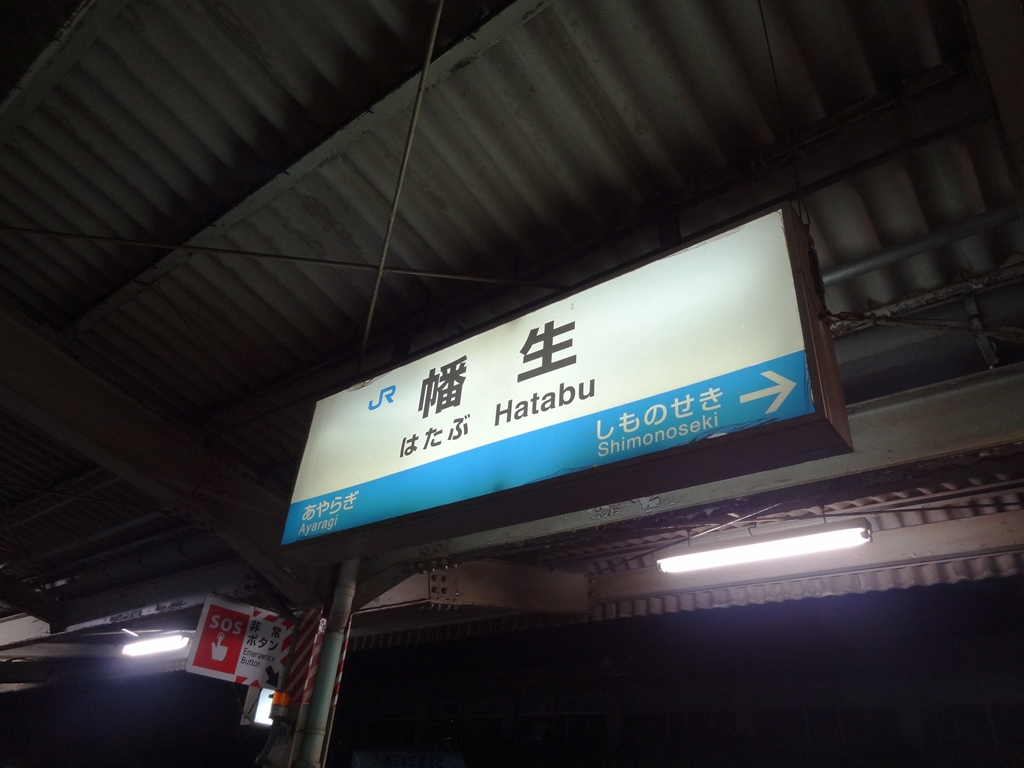 JR 幡生
はたぶ Hatabu
しものせき
Shimonoseki
あやらぎ
Ayaragi
SOS
非常
ボタン
Emergency
Button